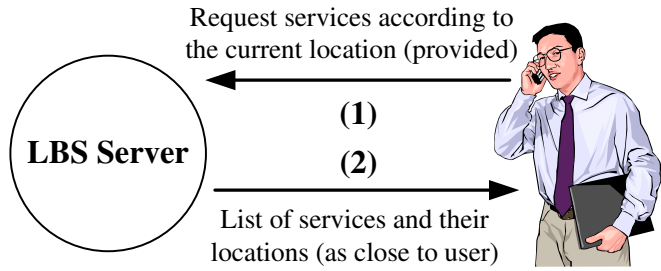 Request services according to
the current location (provided)
(1)
LBS Server
(2)
List of services and their
locations (as close to user)